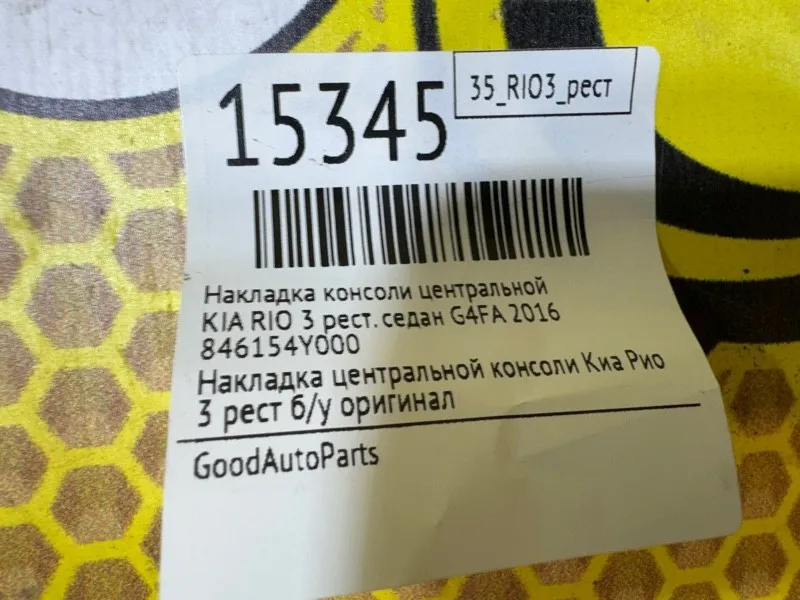 15345
35_RIO3_рест
Накладка консоли центральной
KIA RIO 3 рест. седан G4FA 2016
846154Y000
Накладка центральной консоли Киа Рио
3 рест б/у оригинал
GoodAutoParts